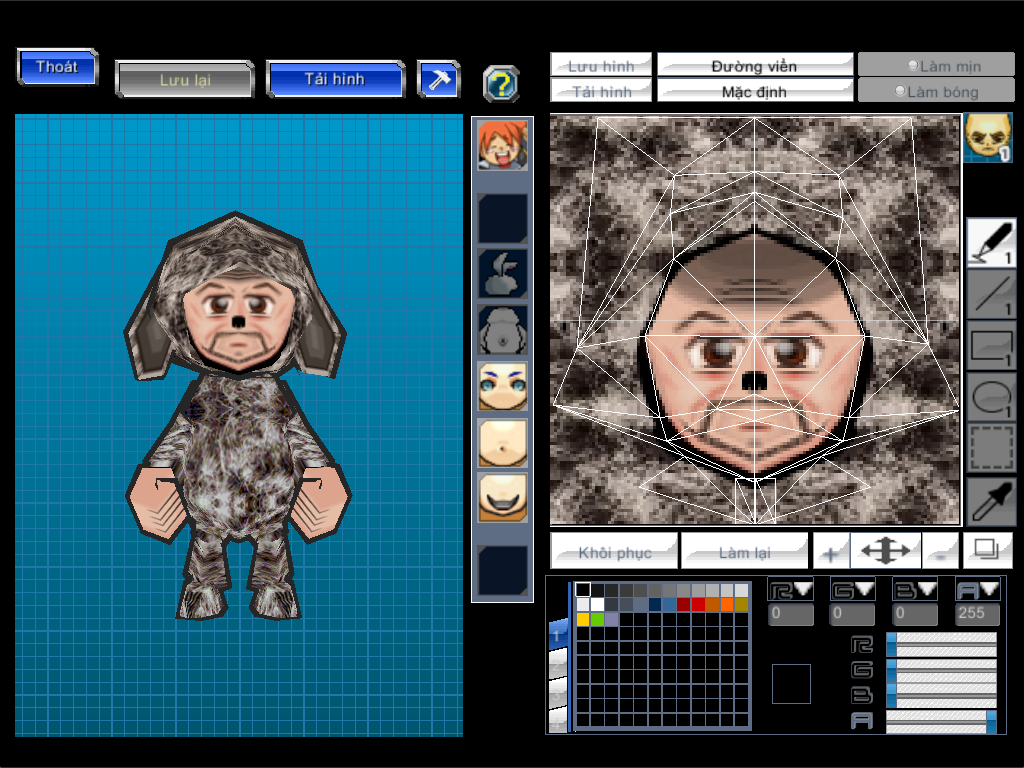 Thoát
Lưu lại
Tải hình
?
Lưu hình
Đường viền
Làm mịn
Tải hình
Mặc định
Làm bóng
1
1
1
1
1
Khôi phục
Làm lại
+
-
R
G
B
A
0
0
0
255
1
R
G
B
A